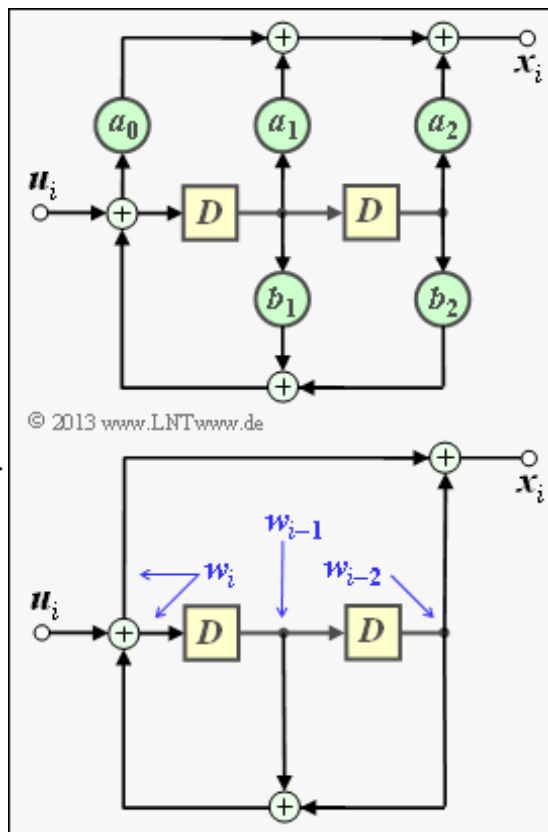 + +
x_i
a_0 a_1 a_2
u_i
+ D D
b_1 b_2
+
© 2013 www.LNTwww.de
+
x_i
w_{i–1}
w_i w_{i–2}
u_i
+ D D
+